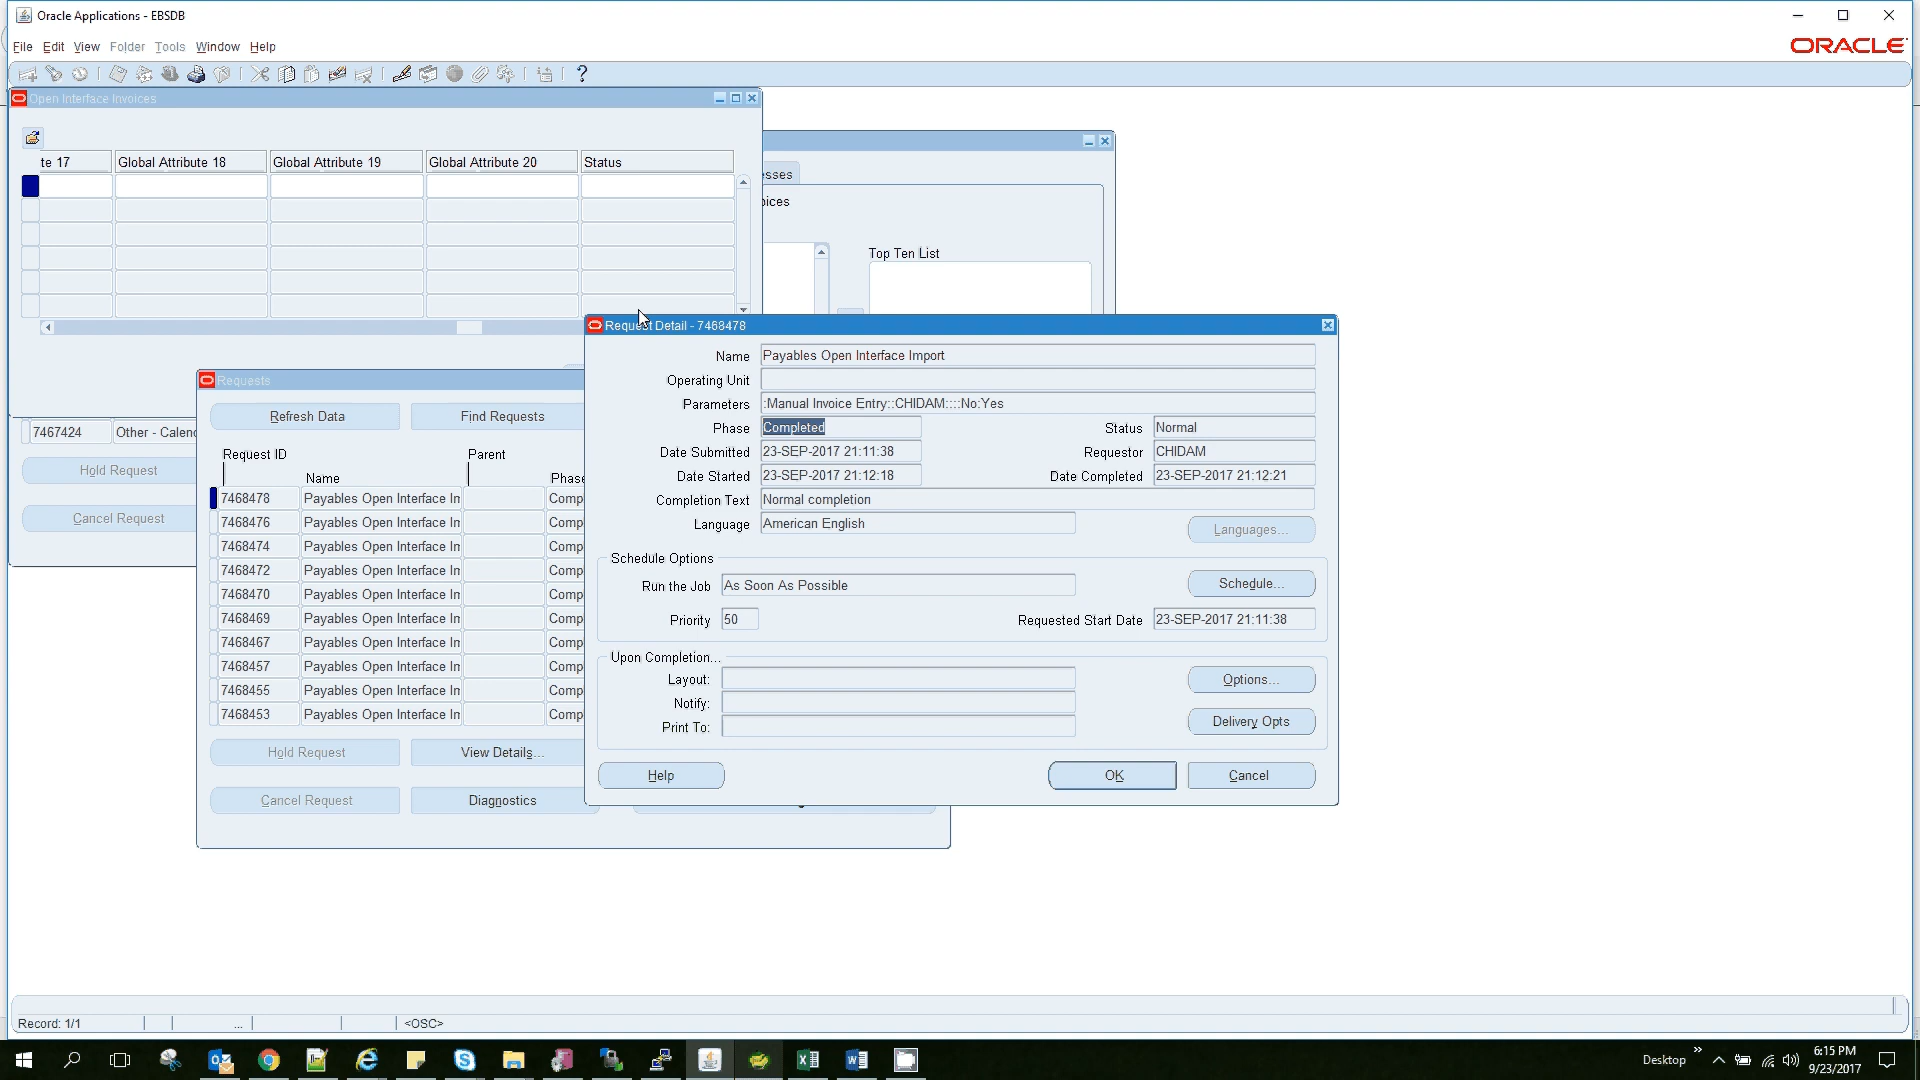 Oracle Applications - EBSDB
File Edit View Folder Tools Window Help
ORACLE
Open Interface Invoices
te 17 Global Attribute 18 Global Attribute 19 Global Attribute 20 Status
esses
oices
Top Ten List
7467424 Other - Calenc
Hold Request
Cancel Request
Requests
Refresh Data Find Requests
Request ID Parent
Name Phase
7468478 Payables Open Interface In Comp
7468476 Payables Open Interface In Comp
7468474 Payables Open Interface In Comp
7468472 Payables Open Interface In Comp
7468470 Payables Open Interface In Comp
7468469 Payables Open Interface In Comp
7468467 Payables Open Interface In Comp
7468457 Payables Open Interface In Comp
7468455 Payables Open Interface In Comp
7468453 Payables Open Interface In Comp
Hold Request View Details...
Cancel Request Diagnostics
Request Detail - 7468478
Name Payables Open Interface Import
Operating Unit
Parameters :Manual Invoice Entry::CHIDAM::::No:Yes
Phase Completed Status Normal
Date Submitted 23-SEP-2017 21:11:38 Requestor CHIDAM
Date Started 23-SEP-2017 21:12:18 Date Completed 23-SEP-2017 21:12:21
Completion Text Normal completion
Language American English Languages...
Schedule Options
Run the Job As Soon As Possible Schedule...
Priority 50 Requested Start Date 23-SEP-2017 21:11:38
Upon Completion...
Layout: Options...
Notify:
Print To: Delivery Opts
Help OK Cancel
Record: 1/1 ... <OSC>
Desktop
6:15 PM
9/23/2017